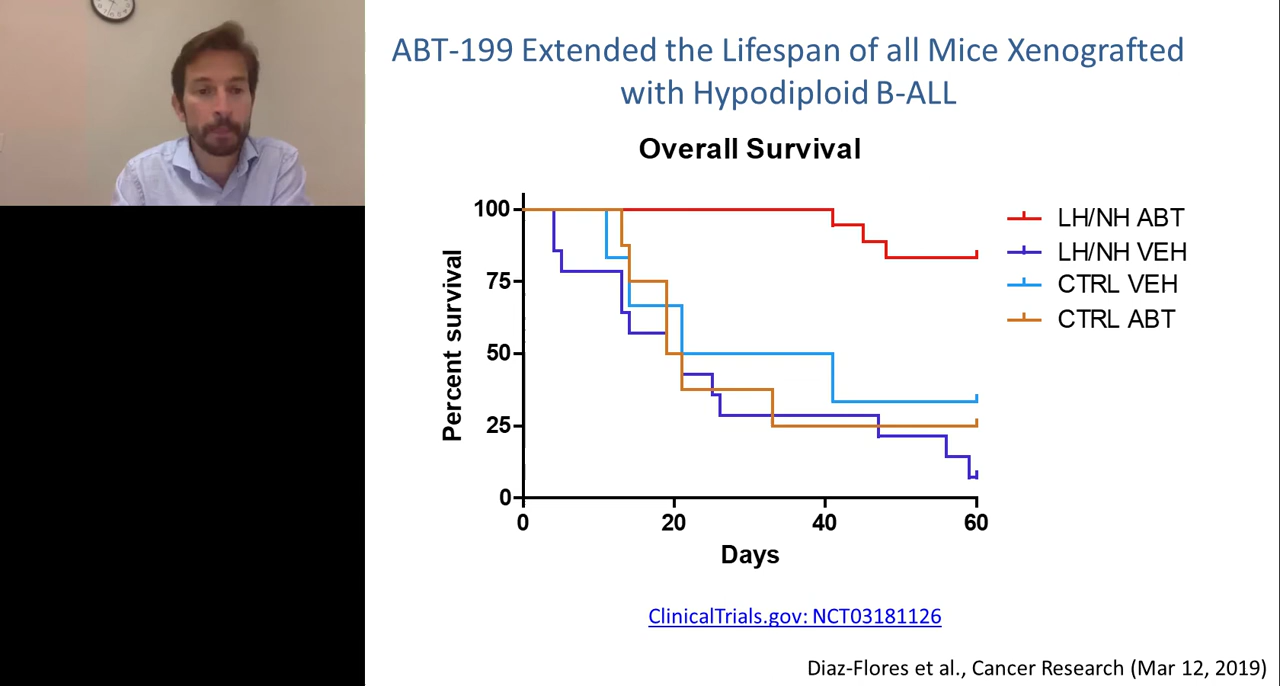 ABT-199 Extended the Lifespan of all Mice Xenografted
with Hypodiploid B-ALL
Overall Survival
Percent survival
100
75
50
25
0
0 20 40 60
Days
LH/NH ABT
LH/NH VEH
CTRL VEH
CTRL ABT
ClinicalTrials.gov: NCT03181126
Diaz-Flores et al., Cancer Research (Mar 12, 2019)